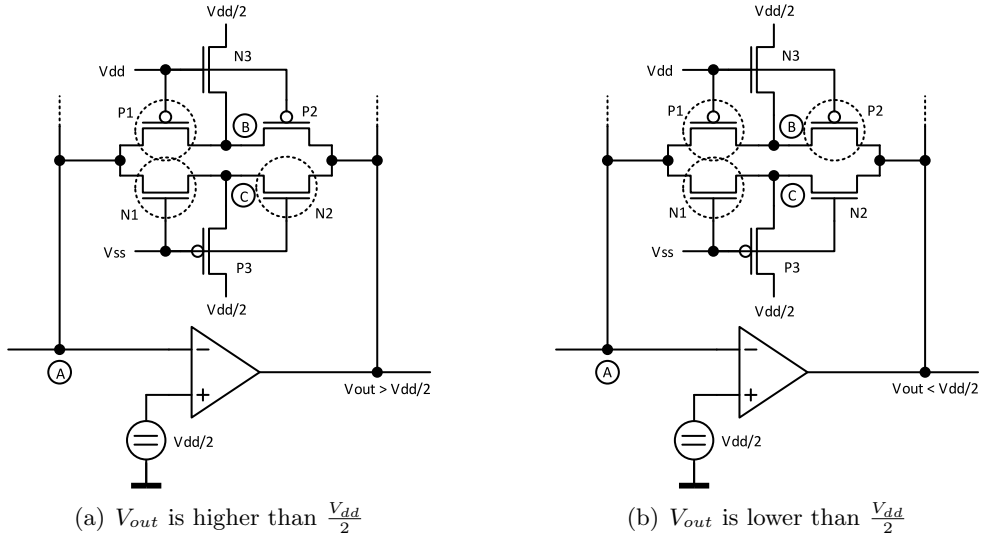 Vdd/2
N3
Vdd
P1
P2
B
C
N1
N2
Vss
P3
Vdd/2
A
−
+
Vout > Vdd/2
Vdd/2
(a) Vout is higher than Vdd/2
Vdd/2
N3
Vdd
P1
P2
B
C
N1
N2
Vss
P3
Vdd/2
A
−
+
Vout < Vdd/2
Vdd/2
(b) Vout is lower than Vdd/2